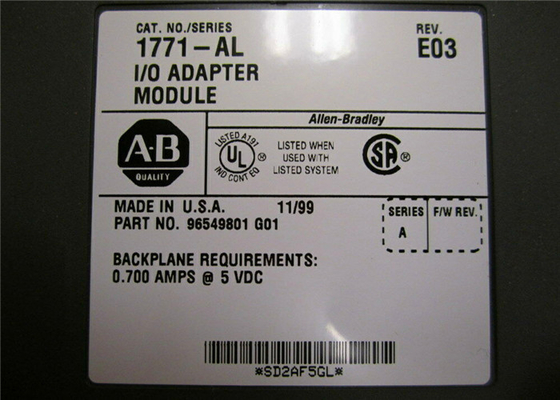 CAT. NO./SERIES
1771-AL
I/O ADAPTER
MODULE
REV.
E03
Allen-Bradley
A-B
QUALITY
LISTED A191
UL
IND CONT EQ
®
LISTED WHEN
USED WITH
LISTED SYSTEM
SA
®
MADE IN U.S.A. 11/99
PART NO. 96549801 G01
SERIES F/W REV.
A
BACKPLANE REQUIREMENTS:
0.700 AMPS @ 5 VDC
*SD2AF5GL*